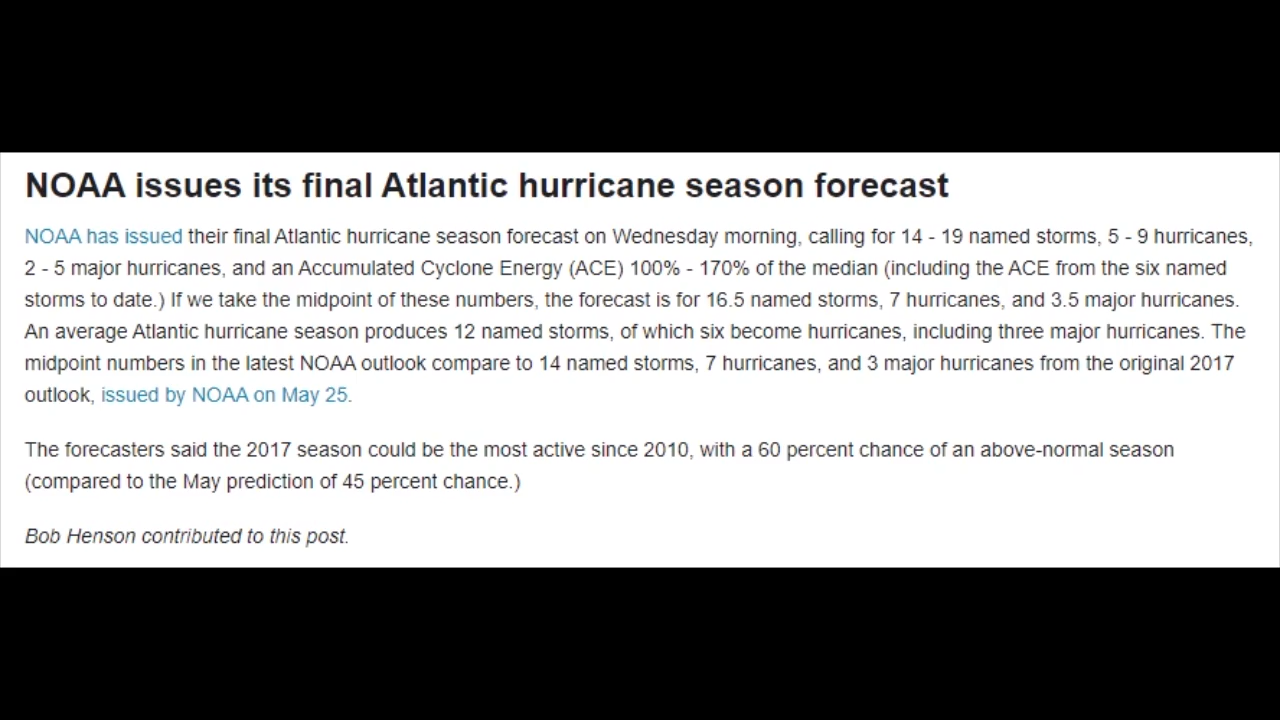 NOAA issues its final Atlantic hurricane season forecast
NOAA has issued their final Atlantic hurricane season forecast on Wednesday morning, calling for 14 - 19 named storms, 5 - 9 hurricanes,
2 - 5 major hurricanes, and an Accumulated Cyclone Energy (ACE) 100% - 170% of the median (including the ACE from the six named
storms to date.) If we take the midpoint of these numbers, the forecast is for 16.5 named storms, 7 hurricanes, and 3.5 major hurricanes.
An average Atlantic hurricane season produces 12 named storms, of which six become hurricanes, including three major hurricanes. The
midpoint numbers in the latest NOAA outlook compare to 14 named storms, 7 hurricanes, and 3 major hurricanes from the original 2017
outlook, issued by NOAA on May 25.
The forecasters said the 2017 season could be the most active since 2010, with a 60 percent chance of an above-normal season
(compared to the May prediction of 45 percent chance.)
Bob Henson contributed to this post.